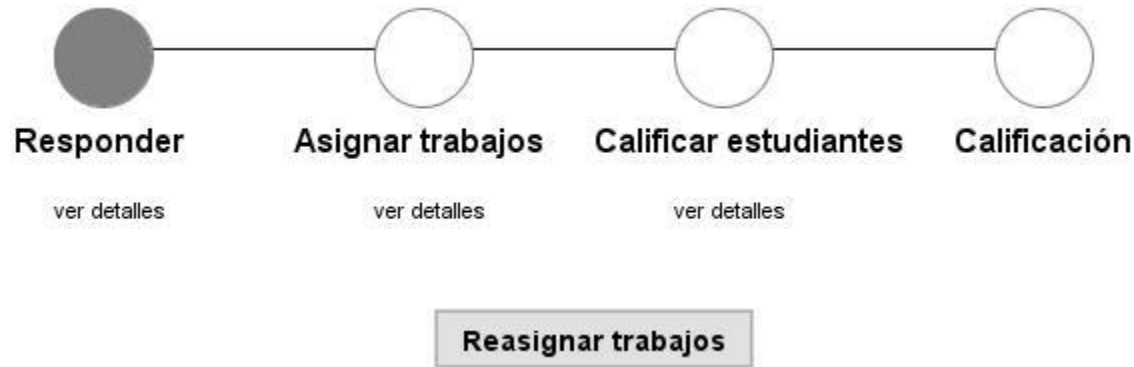 Responder Asignar trabajos Calificar estudiantes Calificación
ver detalles ver detalles ver detalles
Reasignar trabajos